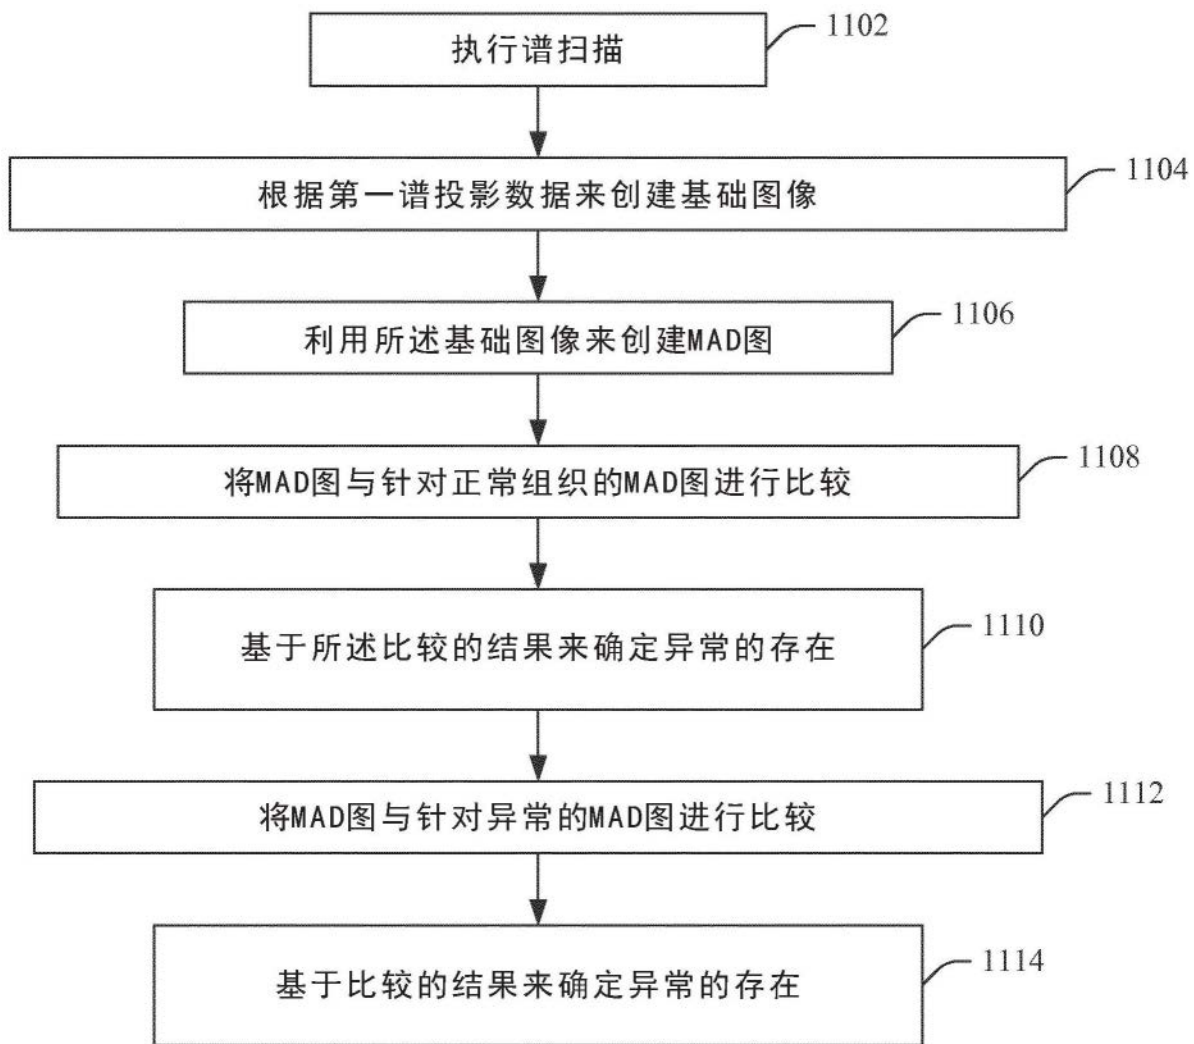 执行谱扫描
1102
根据第一谱投影数据来创建基础图像
1104
利用所述基础图像来创建MAD图
1106
将MAD图与针对正常组织的MAD图进行比较
1108
基于所述比较的结果来确定异常的存在
1110
将MAD图与针对异常的MAD图进行比较
1112
基于比较的结果来确定异常的存在
1114